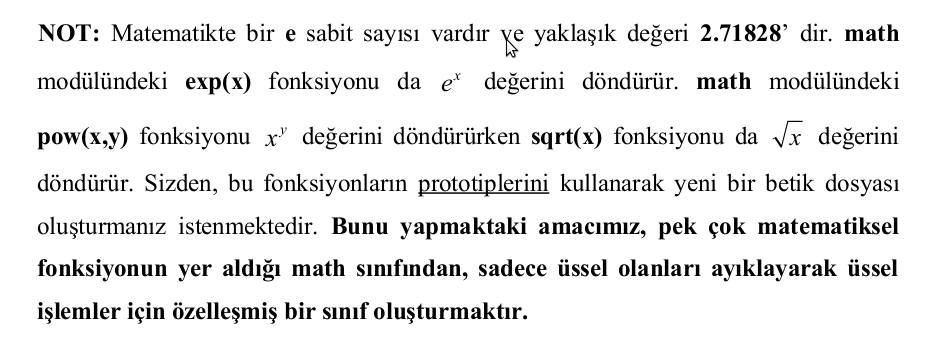 NOT: Matematikte bir e sabit sayısı vardır ve yaklaşık değeri 2.71828’ dir. math
modülündeki exp(x) fonksiyonu da eˣ değerini döndürür. math modülündeki
pow(x,y) fonksiyonu xʸ değerini döndürürken sqrt(x) fonksiyonu da √x değerini
döndürür. Sizden, bu fonksiyonların prototiplerini kullanarak yeni bir betik dosyası
oluşturmanız istenmektedir. Bunu yapmaktaki amacımız, pek çok matematiksel
fonksiyonun yer aldığı math sınıfından, sadece üssel olanları ayıklayarak üssel
işlemler için özelleşmiş bir sınıf oluşturmaktır.